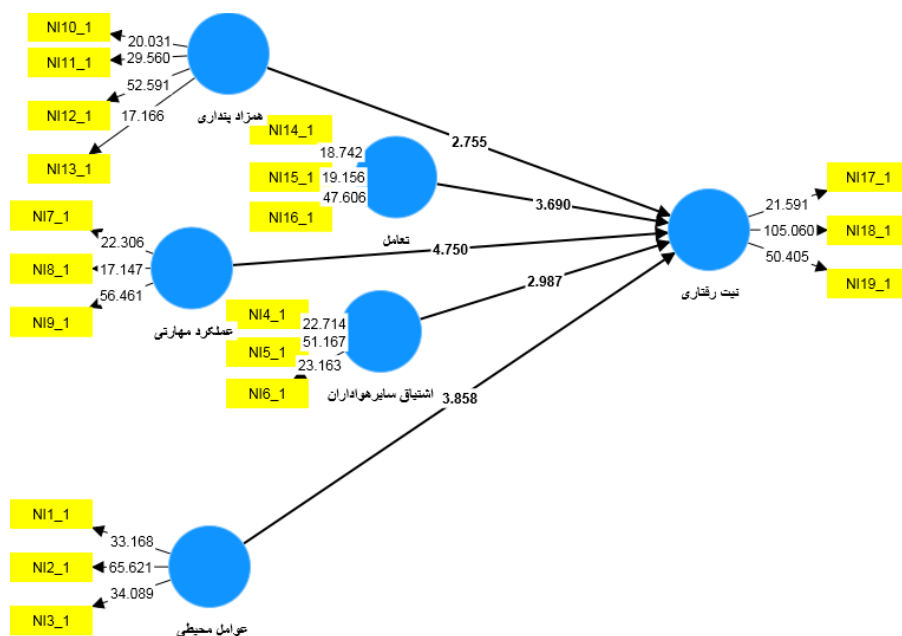 NI10_1
20.031
NI11_1
29.560
NI12_1
52.591
17.166
NI13_1
همزاد پنداری
2.755
NI14_1
18.742
NI15_1
19.156
NI16_1
47.606
تعامل
3.690
NI7_1
22.306
NI8_1
17.147
NI9_1
56.461
عملکرد مهارتی
4.750
NI4_1
22.714
NI5_1
51.167
NI6_1
23.163
اشتیاق سایرهواداران
2.987
NI1_1
33.168
NI2_1
65.621
NI3_1
34.089
عوامل محیطی
3.858
نیت رفتاری
NI17_1
21.591
NI18_1
105.060
NI19_1
50.405